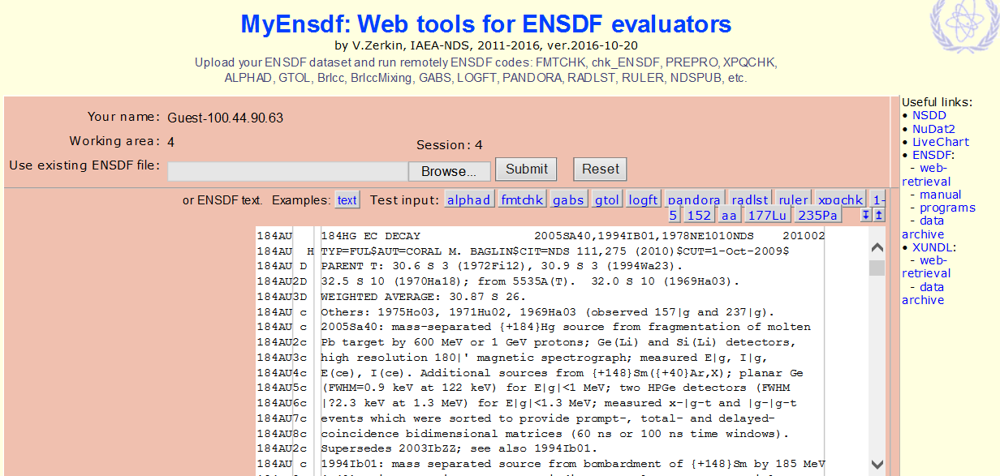 MyEnsdf: Web tools for ENSDF evaluators
by V.Zerkin, IAEA-NDS, 2011-2016, ver.2016-10-20
Upload your ENSDF dataset and run remotely ENSDF codes: FMTCHK, chk_ENSDF, PREPRO, XPQCHK,
ALPHAD, GTOL, BrIcc, BrIccMixing, GABS, LOGFT, PANDORA, RADLST, RULER, NDSPUB, etc.
Your name: Guest-100.44.90.63
Working area: 4
Session: 4
Use existing ENSDF file: Browse... Submit Reset
or ENSDF text. Examples: text Test input: alphad fmtchk gabs gtol logft pandora radlst ruler xpqchk 1-
5 152 aa 177Lu 235Pa ↧ ↥
184AU 184HG EC DECAY 2005SA40,1994IB01,1978NE1010NDS 201002
184AU H TYP=FUL$AUT=CORAL M. BAGLIN$CIT=NDS 111,275 (2010)$CUT=1-Oct-2009$
184AU D PARENT T: 30.6 S 3 (1972Fi12), 30.9 S 3 (1994Wa23).
184AU2D 32.5 S 10 (1970Ha18); from 5535A(T). 32.0 S 10 (1969Ha03).
184AU3D WEIGHTED AVERAGE: 30.87 S 26.
184AU c Others: 1975Ho03, 1971Hu02, 1969Ha03 (observed 157|g and 237|g).
184AU c 2005Sa40: mass-separated {+184}Hg source from fragmentation of molten
184AU2c Pb target by 600 MeV or 1 GeV protons; Ge(Li) and Si(Li) detectors,
184AU3c high resolution 180|' magnetic spectrograph; measured E|g, I|g,
184AU4c E(ce), I(ce). Additional sources from {+148}Sm({+40}Ar,X); planar Ge
184AU5c (FWHM=0.9 keV at 122 keV) for E|g|<1 MeV; two HPGe detectors (FWHM
184AU6c |?2.3 keV at 1.3 MeV) for E|g|<1.3 MeV; measured x-|g-t and |g-|g-t
184AU7c events which were sorted to provide prompt-, total- and delayed-
184AU8c coincidence bidimensional matrices (60 ns or 100 ns time windows).
184AU2c Supersedes 2003IbZZ; see also 1994Ib01.
184AU c 1994Ib01: mass separated source from bombardment of {+148}Sm by 185 MeV
Useful links:
• NSDD
• NuDat2
• LiveChart
• ENSDF:
- web-
retrieval
- manual
- programs
- data
archive
• XUNDL:
- web-
retrieval
- data
archive